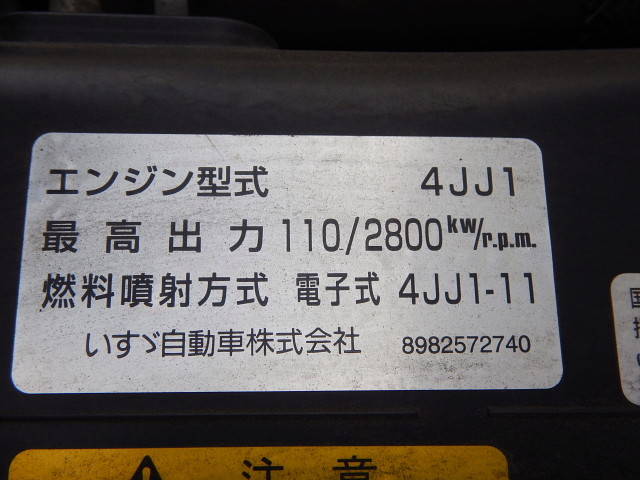 エンジン型式 4JJ1
最高出力 110/2800kw/r.p.m.
燃料噴射方式 電子式 4JJ1-11
いすゞ自動車株式会社 8982572740
注意